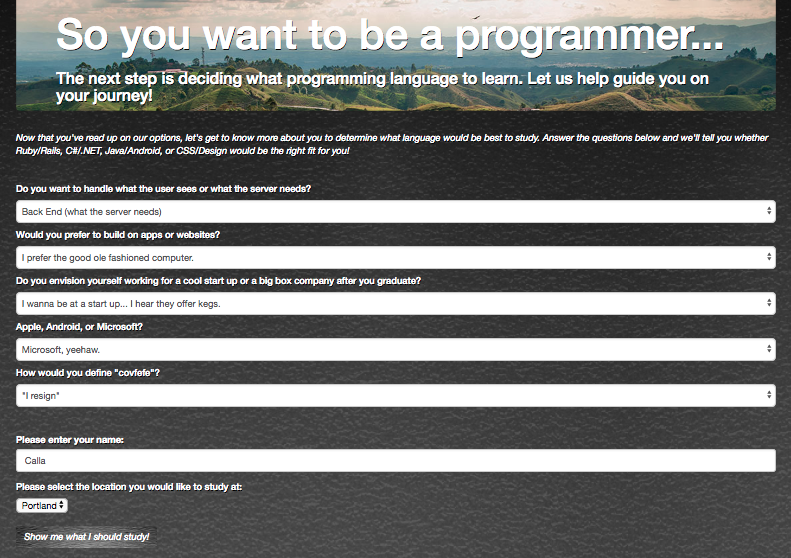 So you want to be a programmer...
The next step is deciding what programming language to learn. Let us help guide you on
your journey!
Now that you've read up on our options, let's get to know more about you to determine what language would be best to study. Answer the questions below and we'll tell you whether
Ruby/Rails, C#/.NET, Java/Android, or CSS/Design would be the right fit for you!
Do you want to handle what the user sees or what the server needs?
Back End (what the server needs)
Would you prefer to build on apps or websites?
I prefer the good ole fashioned computer.
Do you envision yourself working for a cool start up or a big box company after you graduate?
I wanna be at a start up... I hear they offer kegs.
Apple, Android, or Microsoft?
Microsoft, yeehaw.
How would you define "covfefe"?
"I resign"
Please enter your name:
Calla
Please select the location you would like to study at:
Portland
Show me what I should study!